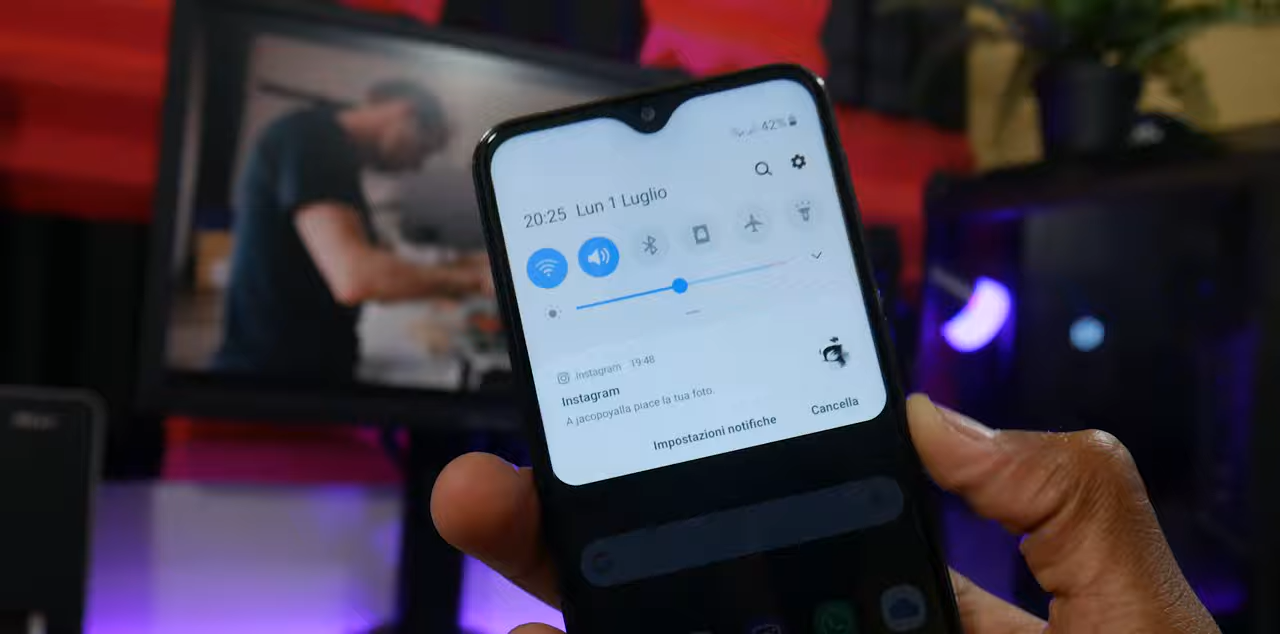 42%
20:25 Lun 1 Luglio
Instagram 19:48
Instagram
A jacopoyalla piace la tua foto.
Impostazioni notifiche Cancella